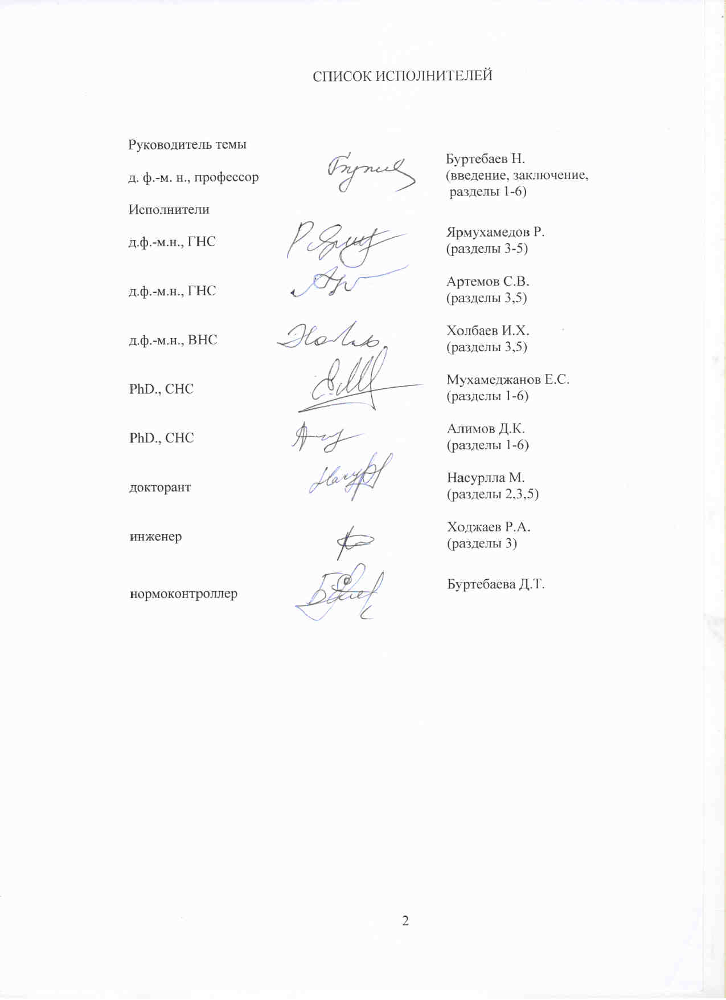 СПИСОК ИСПОЛНИТЕЛЕЙ
Руководитель темы
д. ф.-м. н., профессор
Буртебаев Н.
(введение, заключение,
разделы 1-6)
Исполнители
д.ф.-м.н., ГНС
Ярмухамедов Р.
(разделы 3-5)
д.ф.-м.н., ГНС
Артемов С.В.
(разделы 3,5)
д.ф.-м.н., ВНС
Холбаев И.Х.
(разделы 3,5)
PhD., СНС
Мухамеджанов Е.С.
(разделы 1-6)
PhD., СНС
Алимов Д.К.
(разделы 1-6)
докторант
Насурлла М.
(разделы 2,3,5)
инженер
Ходжаев Р.А.
(разделы 3)
нормоконтроллер
Буртебаева Д.Т.
2